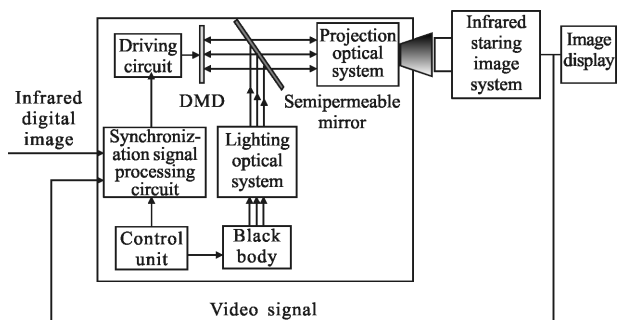 Driving
circuit
DMD
Semipermeable
mirror
Projection
optical
system
Infrared
staring
image
system
Image
display
Infrared
digital
image
Synchroniz-
ation signal
processing
circuit
Lighting
optical
system
Control
unit
Black
body
Video signal